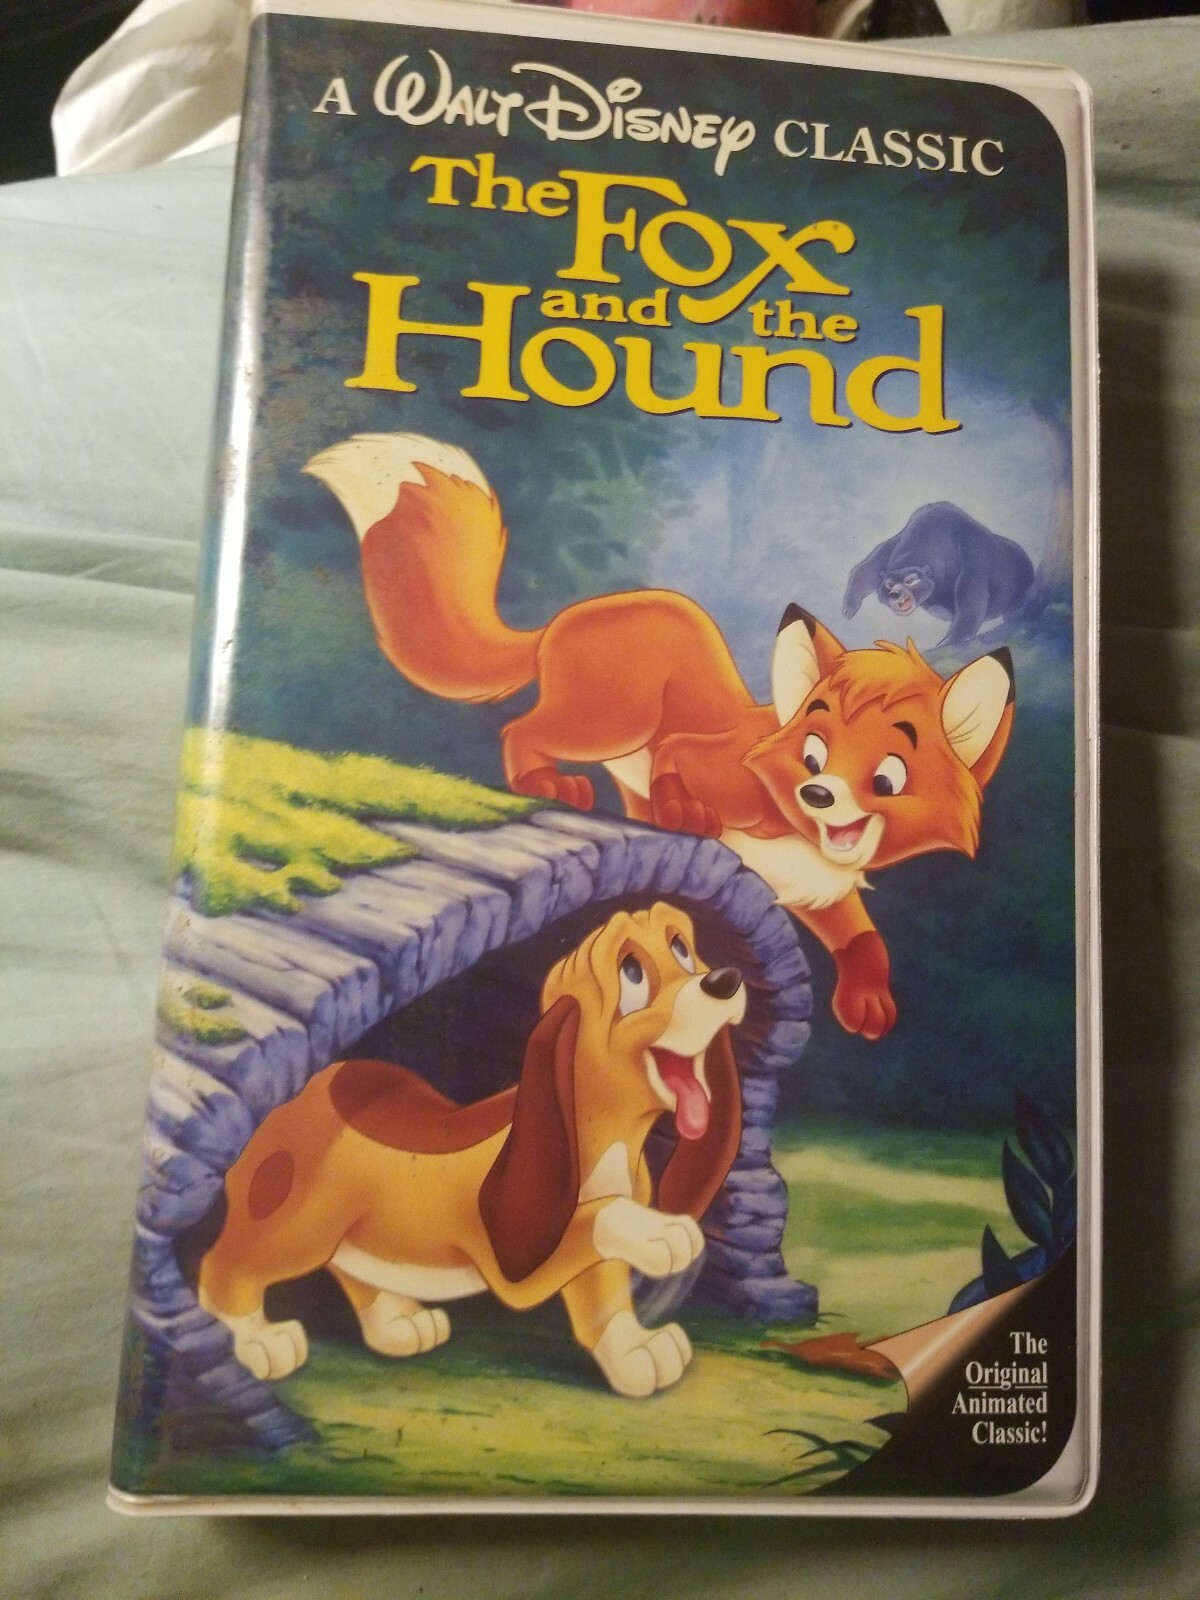 A WALT DISNEY CLASSIC
The Fox
and the
Hound
The
Original
Animated
Classic!